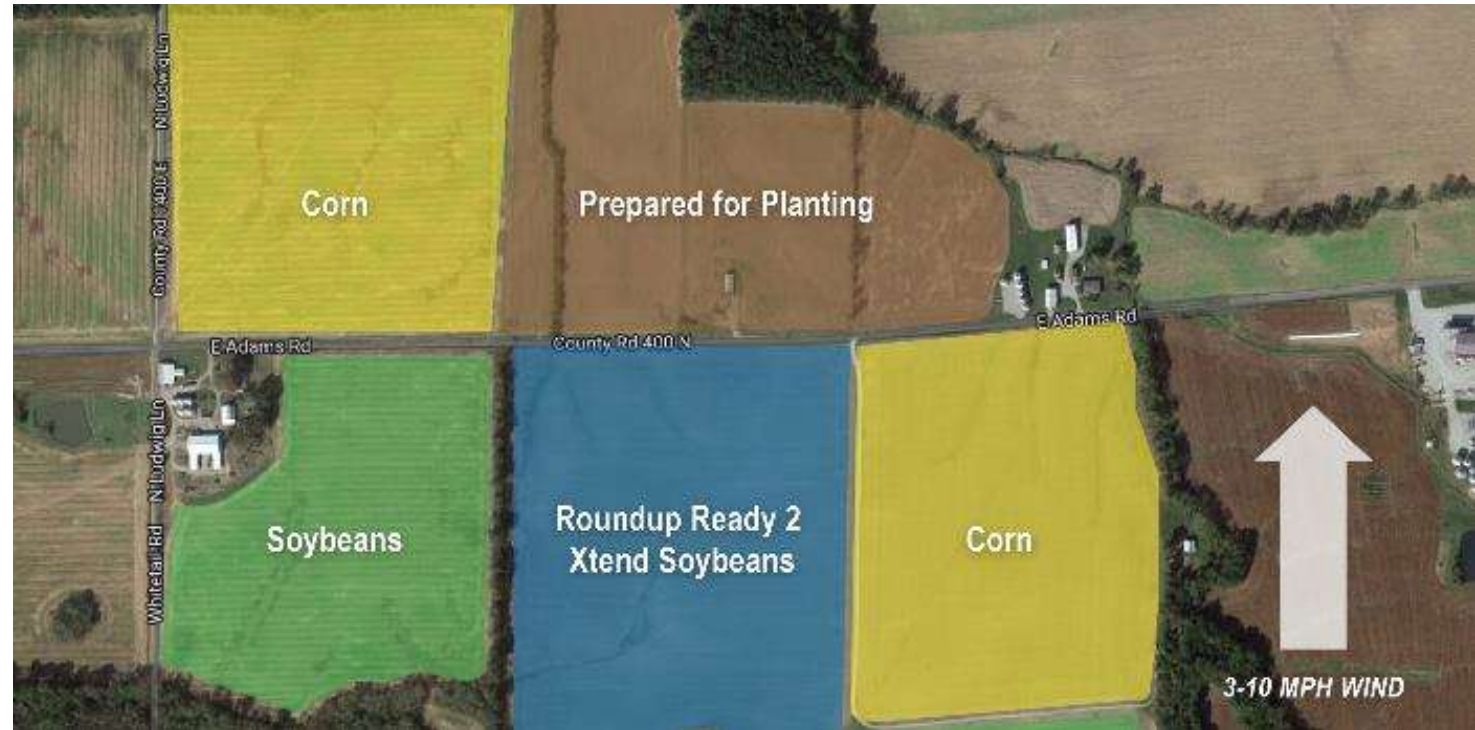 N Ludwig Ln
County Rd 400 E
Corn
Prepared for Planting
E Adams Rd
County Rd 400 N
E Adams Rd
N Ludwig Ln
Whitetail Rd
Soybeans
Roundup Ready 2
Xtend Soybeans
Corn
3-10 MPH WIND